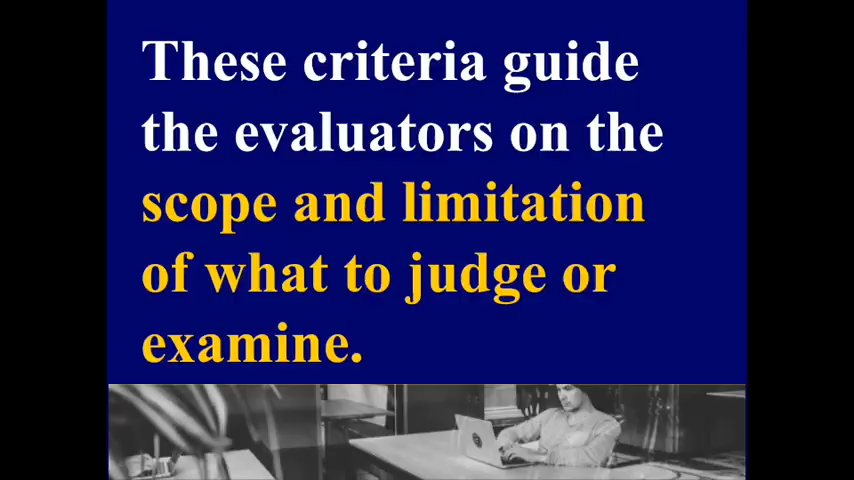 These criteria guide
the evaluators on the
scope and limitation
of what to judge or
examine.